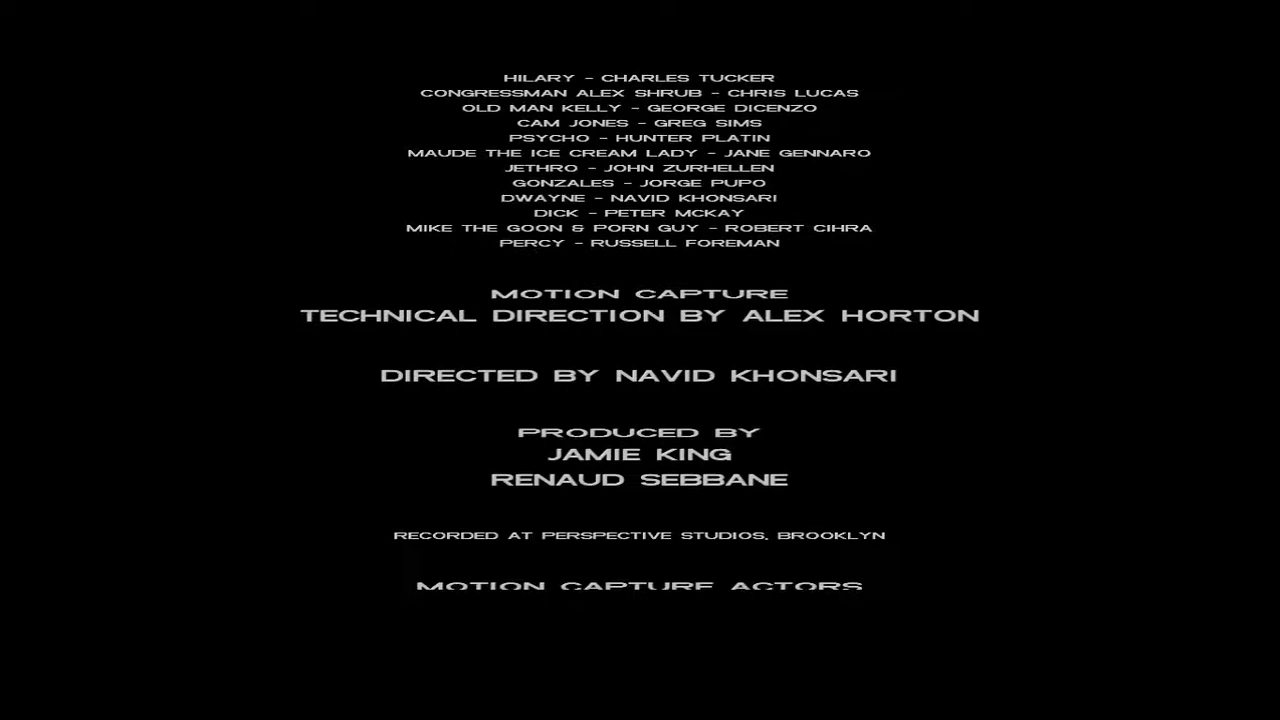 HILARY - CHARLES TUCKER
CONGRESSMAN ALEX SHRUB - CHRIS LUCAS
OLD MAN KELLY - GEORGE DICENZO
CAM JONES - GREG SIMS
PSYCHO - HUNTER PLATIN
MAUDE THE ICE CREAM LADY - JANE GENNARO
JETHRO - JOHN ZURHELLEN
GONZALES - JORGE PUPO
DWAYNE - NAVID KHONSARI
DICK - PETER MCKAY
MIKE THE GOON & PORN GUY - ROBERT CIHRA
PERCY - RUSSELL FOREMAN
MOTION CAPTURE
TECHNICAL DIRECTION BY ALEX HORTON
DIRECTED BY NAVID KHONSARI
PRODUCED BY
JAMIE KING
RENAUD SEBBANE
RECORDED AT PERSPECTIVE STUDIOS, BROOKLYN
MOTION CAPTURE ACTORS